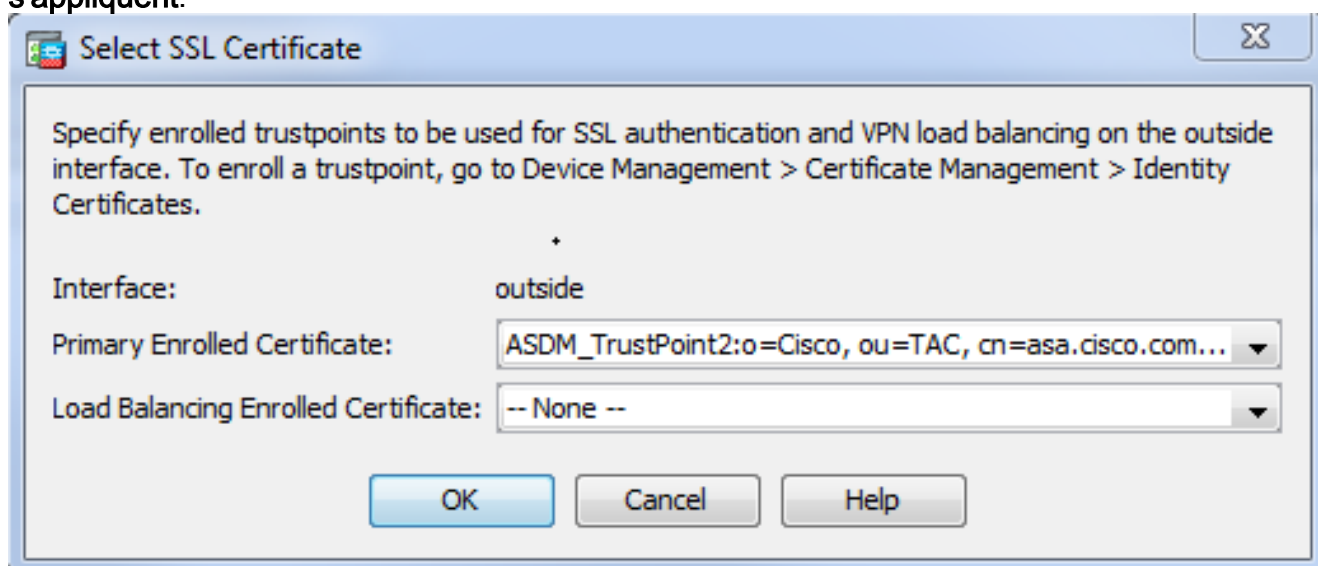 s'appliquent.
Select SSL Certificate
Specify enrolled trustpoints to be used for SSL authentication and VPN load balancing on the outside
interface. To enroll a trustpoint, go to Device Management > Certificate Management > Identity
Certificates.
Interface: outside
Primary Enrolled Certificate: ASDM_TrustPoint2:o=Cisco, ou=TAC, cn=asa.cisco.com...
Load Balancing Enrolled Certificate: -- None --
OK Cancel Help